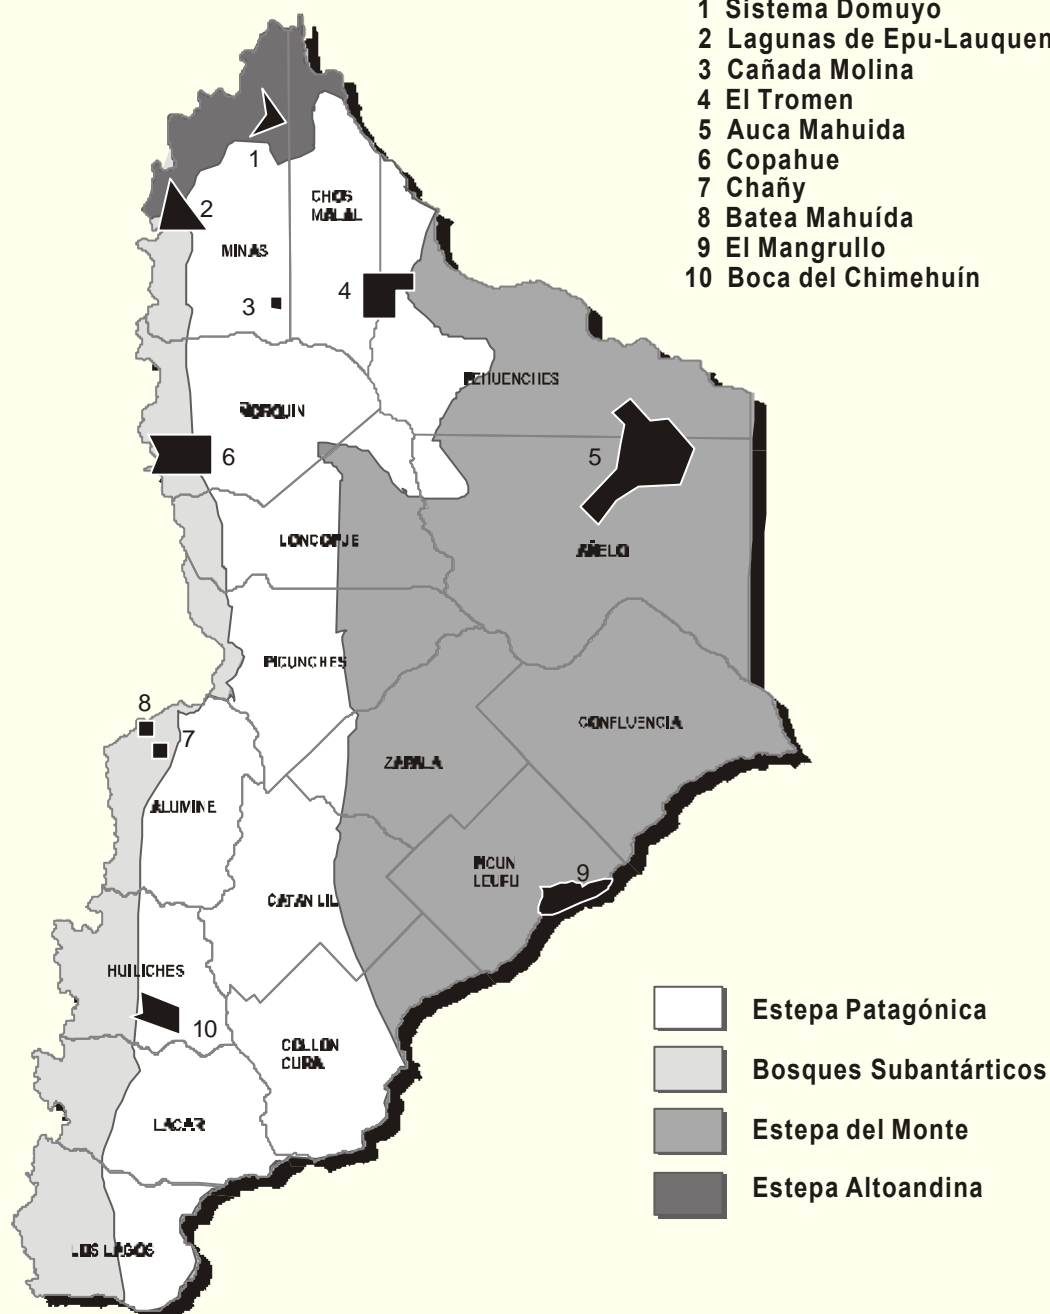 1 Sistema Domuyo
2 Lagunas de Epu-Lauquen
3 Cañada Molina
4 El Tromen
5 Auca Mahuida
6 Copahue
7 Chañy
8 Batea Mahuída
9 El Mangrullo
10 Boca del Chimehuín
1
CHOS
MALAL
2
MINAS
4
3
PEHUENCHES
ÑORQUIN
6
5
LONCOPUE
AÑELO
PICUNCHES
8
7
CONFLUENCIA
ZAPALA
ALUMINE
PICUN
LEUFU
9
CATAN LIL
HUILICHES
10
COLLON
CURA
LACAR
LOS LAGOS
Estepa Patagónica
Bosques Subantárticos
Estepa del Monte
Estepa Altoandina